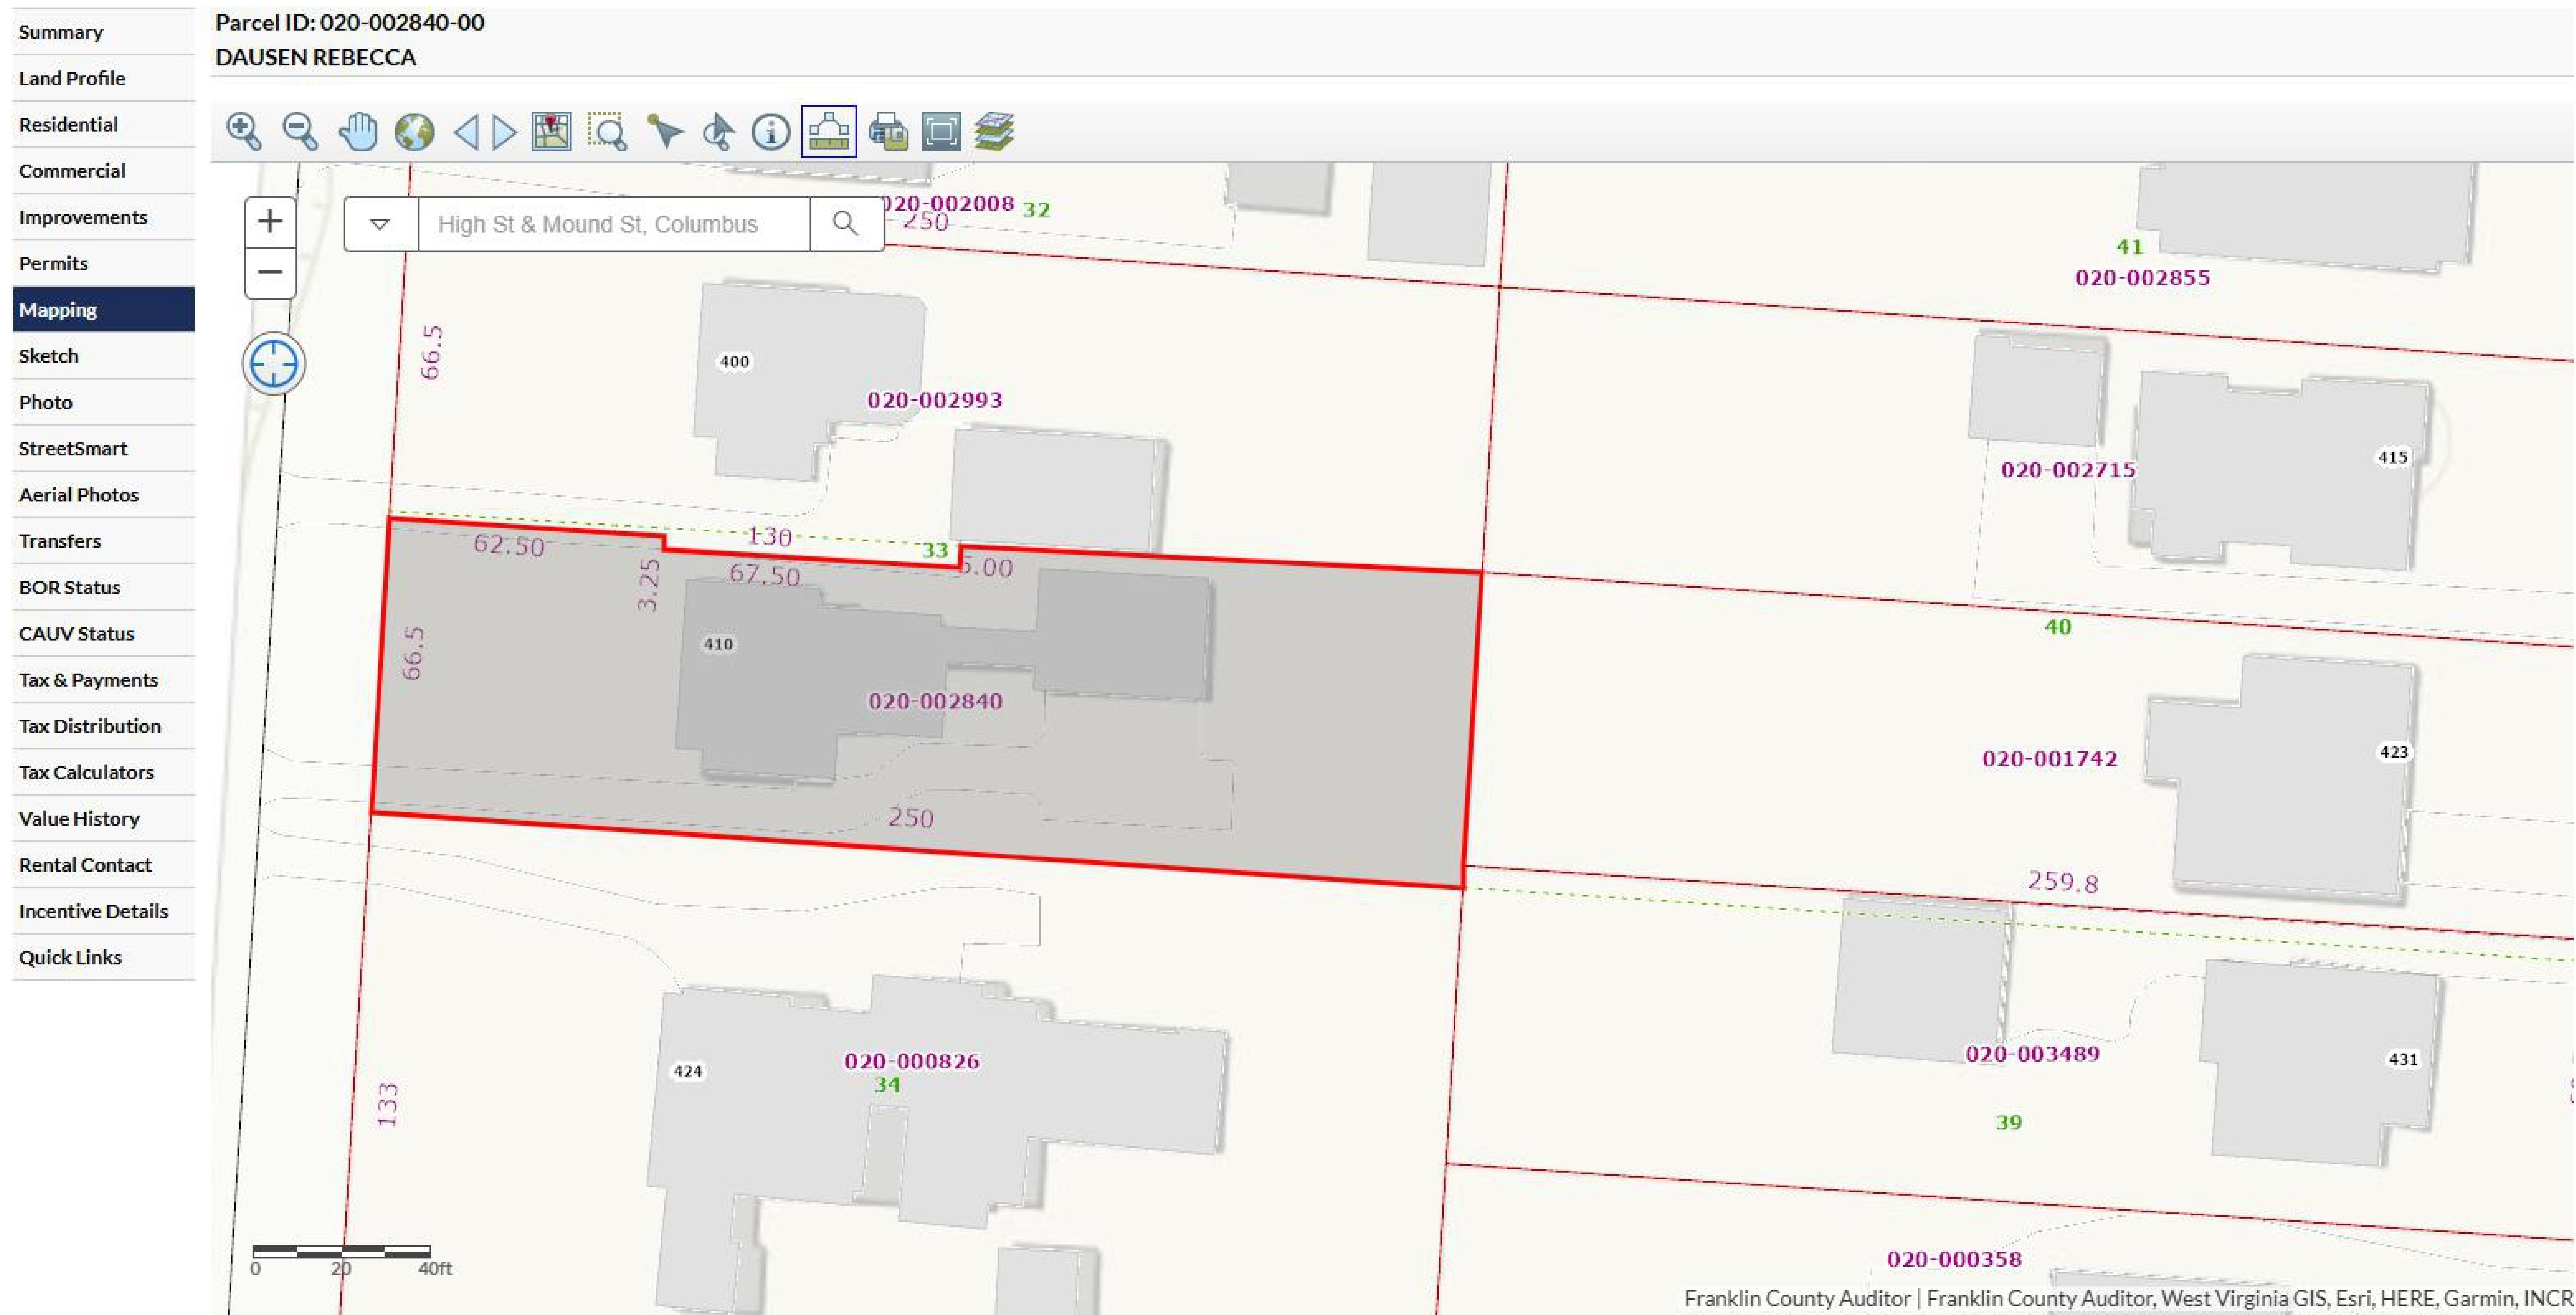 Parcel ID: 020-002840-00
DAUSEN REBECCA
Summary
Land Profile
Residential
Commercial
Improvements
Permits
Mapping
Sketch
Photo
StreetSmart
Aerial Photos
Transfers
BOR Status
CAUV Status
Tax & Payments
Tax Distribution
Tax Calculators
Value History
Rental Contact
Incentive Details
Quick Links
+
−
High St & Mound St, Columbus
020-002008 32
250
41
020-002855
66.5
400
020-002993
415
020-002715
130
33
62.50
67.50
5.00
3.25
40
410
66.5
020-002840
423
020-001742
250
259.8
020-000826
34
424
020-003489
431
133
39
020-000358
0 20 40ft
Franklin County Auditor | Franklin County Auditor, West Virginia GIS, Esri, HERE, Garmin, INCR